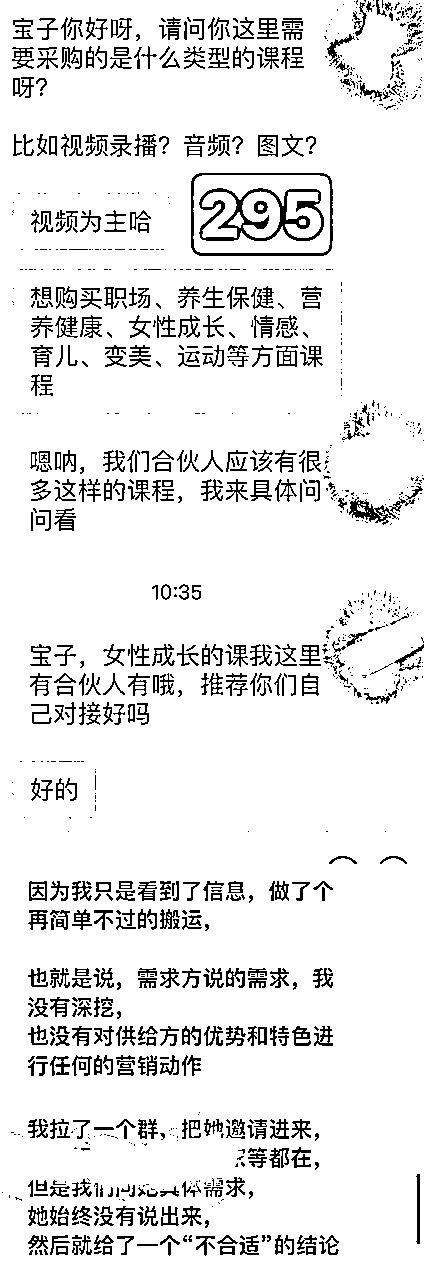 宝子你好呀，请问你这里需
要采购的是什么类型的课程
呀？
比如视频录播？音频？图文？
视频为主哈
295
想购买职场、养生保健、营
养健康、女性成长、情感、
育儿、变美、运动等方面课
程
嗯呐，我们合伙人应该有很
多这样的课程，我来具体问
问看
10:35
宝子，女性成长的课我这里
有合伙人有哦，推荐你们自
己对接好吗
好的
因为我只是看到了信息，做了个
再简单不过的搬运，
也就是说，需求方说的需求，我
没有深挖，
也没有对供给方的优势和特色进
行任何的营销动作
我拉了一个群，把她邀请进来，
等都在，
但是我们问她具体需求，
她始终没有说出来，
然后就给了一个“不合适”的结论